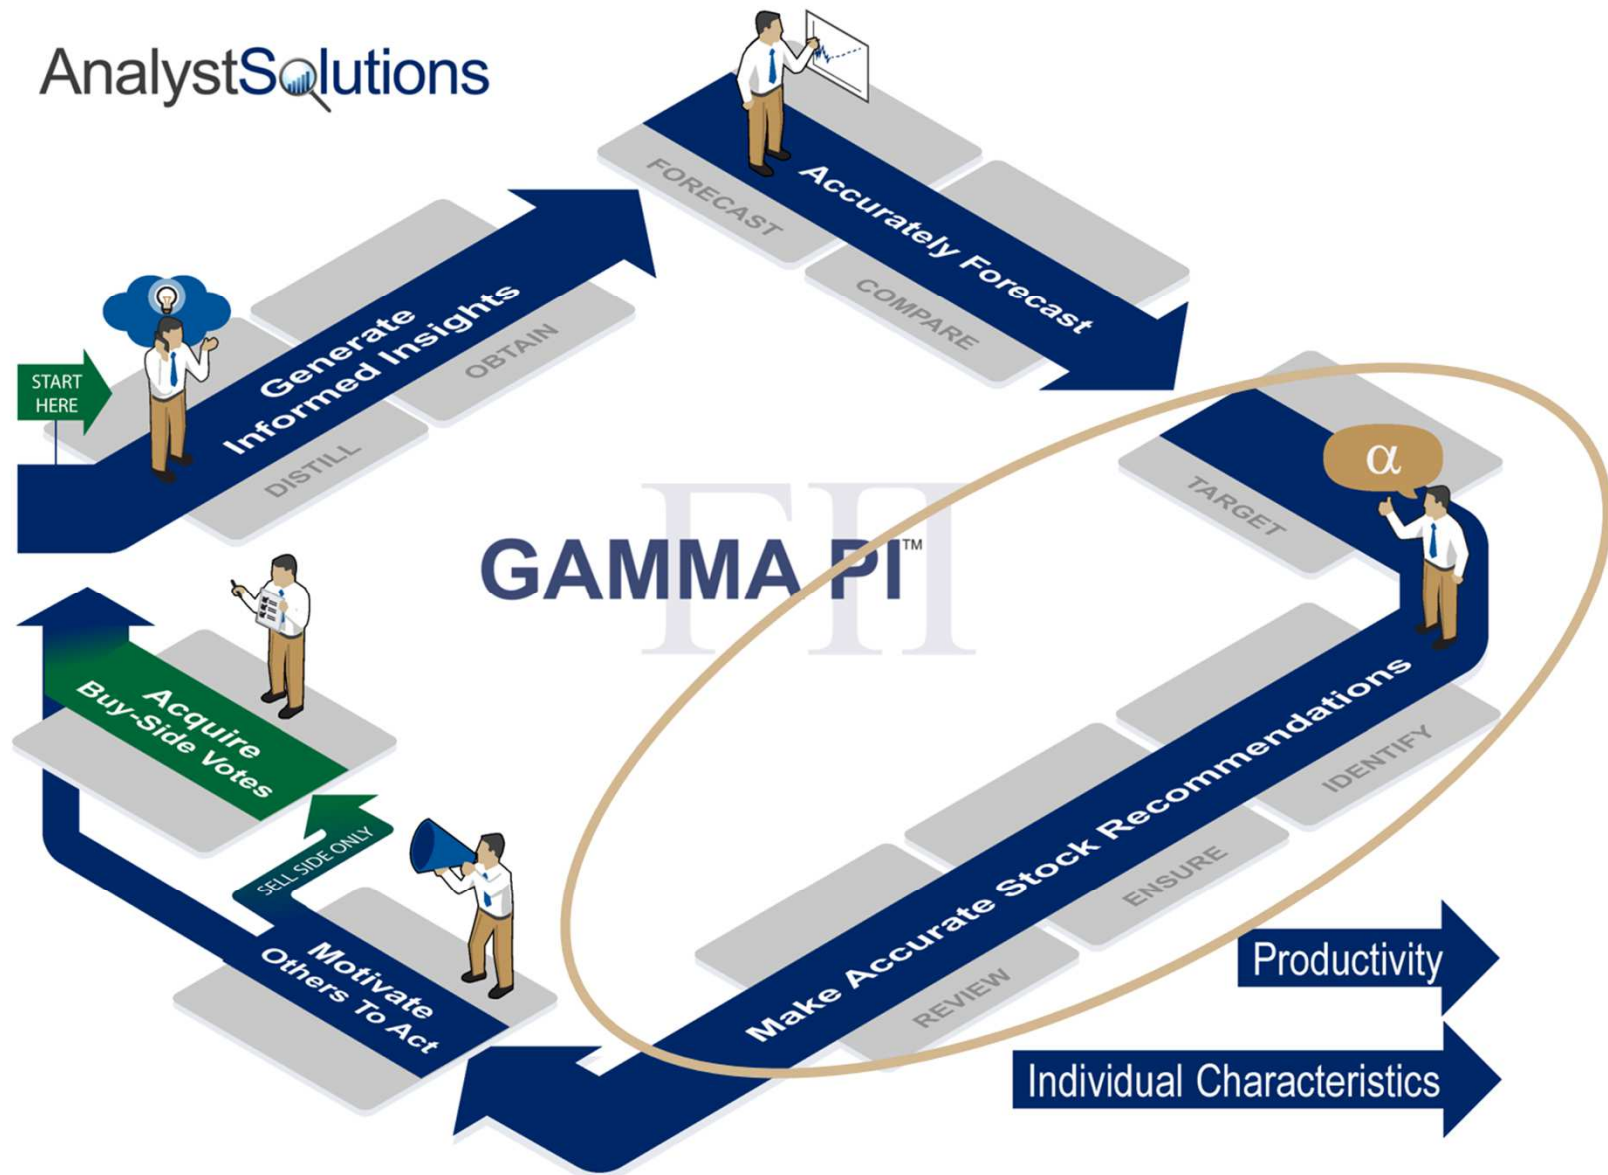 AnalystSolutions
START
HERE
Generate
Informed Insights
DISTILL
OBTAIN
FORECAST
COMPARE
Accurately Forecast
TARGET
α
IDENTIFY
ENSURE
REVIEW
Make Accurate Stock Recommendations
ΓΠ
GAMMA PI™
Motivate
Others To Act
SELL SIDE ONLY
Acquire
Buy-Side Votes
Productivity
Individual Characteristics